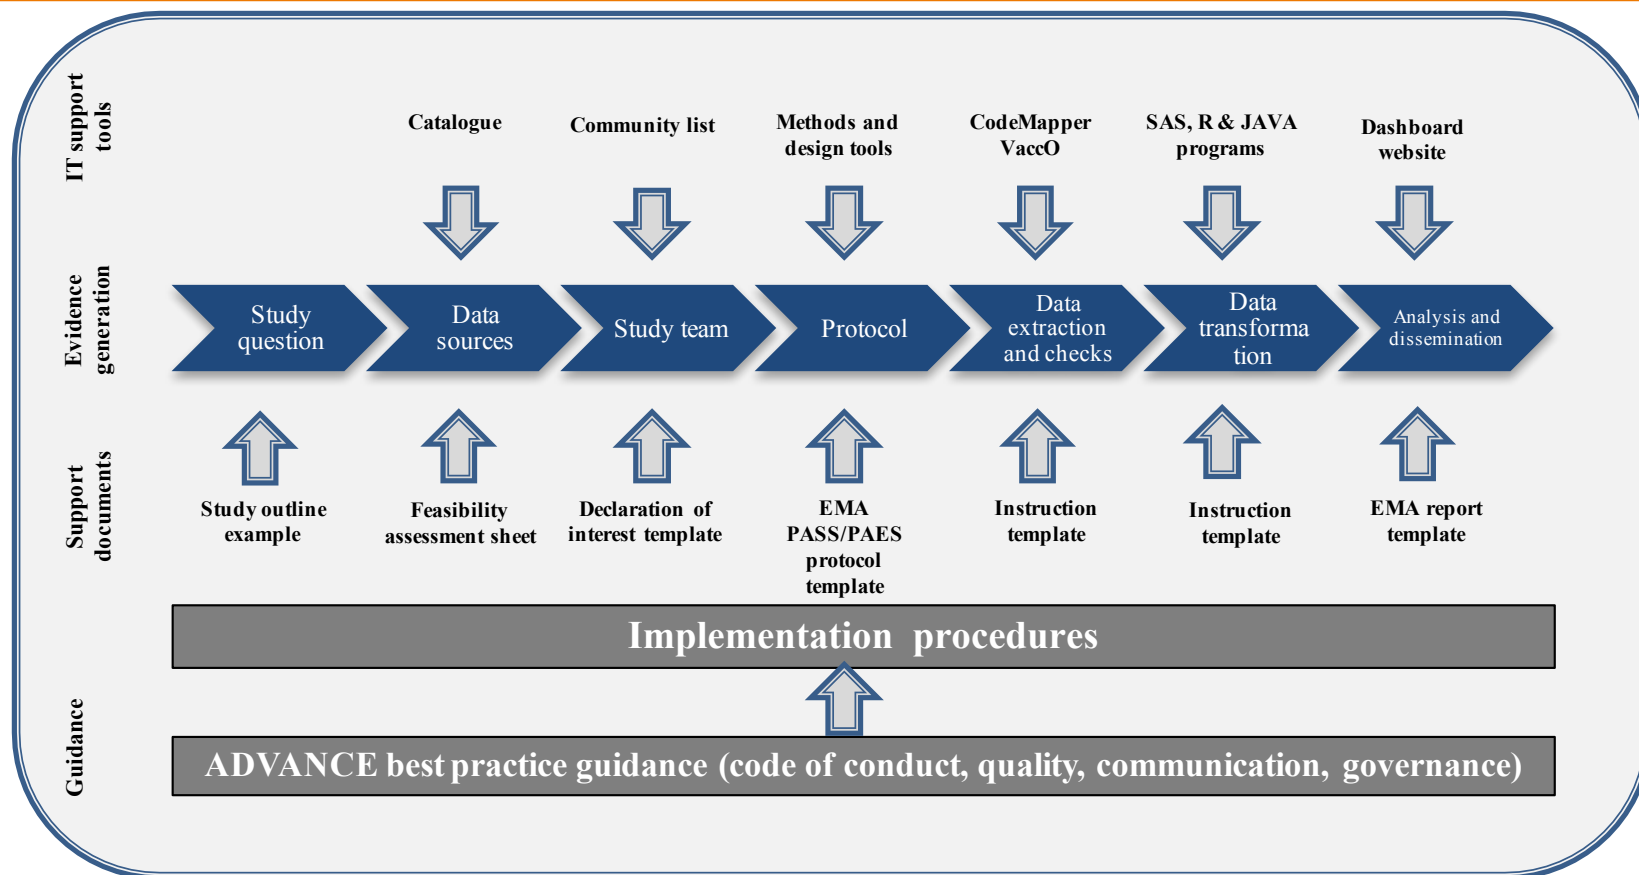 IT support
tools
Catalogue
Community list
Methods and
design tools
CodeMapper
VaccO
SAS, R & JAVA
programs
Dashboard
website
Evidence
generation
Study
question
Data
sources
Study team
Protocol
Data
extraction
and checks
Data
transforma
tion
Analysis and
dissemination
Support
documents
Study outline
example
Feasibility
assessment sheet
Declaration of
interest template
EMA
PASS/PAES
protocol
template
Instruction
template
Instruction
template
EMA report
template
Implementation procedures
Guidance
ADVANCE best practice guidance (code of conduct, quality, communication, governance)